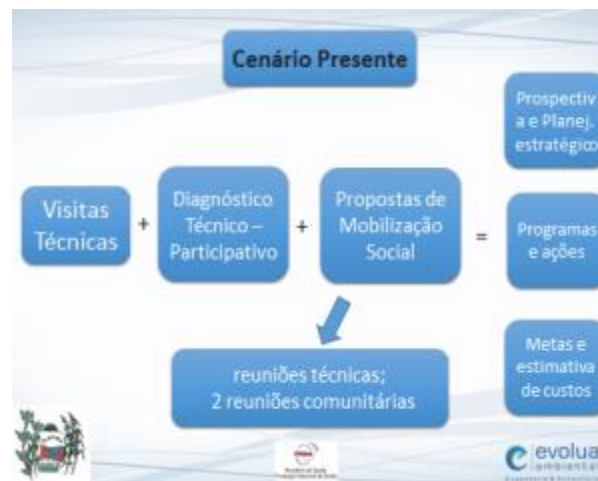 Cenário Presente
Prospectiv
a e Planej.
estratégico
Visitas
Técnicas
+
Diagnóstico
Técnico –
Participativo
+
Propostas de
Mobilização
Social
=
Programas
e ações
Metas e
estimativa
de custos
reuniões técnicas;
2 reuniões comunitárias
evolua
ambiental